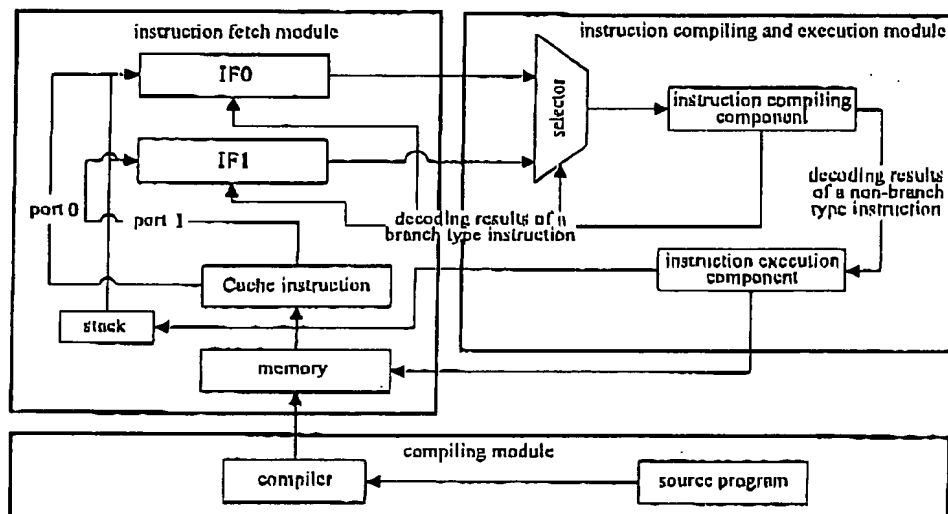 instruction fetch module
instruction compiling and execution module
IF0
selector
instruction compiling
component
IF1
decoding results
of a non-branch
type instruction
port 0
port 1
decoding results of a
branch type instruction
instruction execution
component
Cache instruction
stack
memory
compiling module
compiler
source program